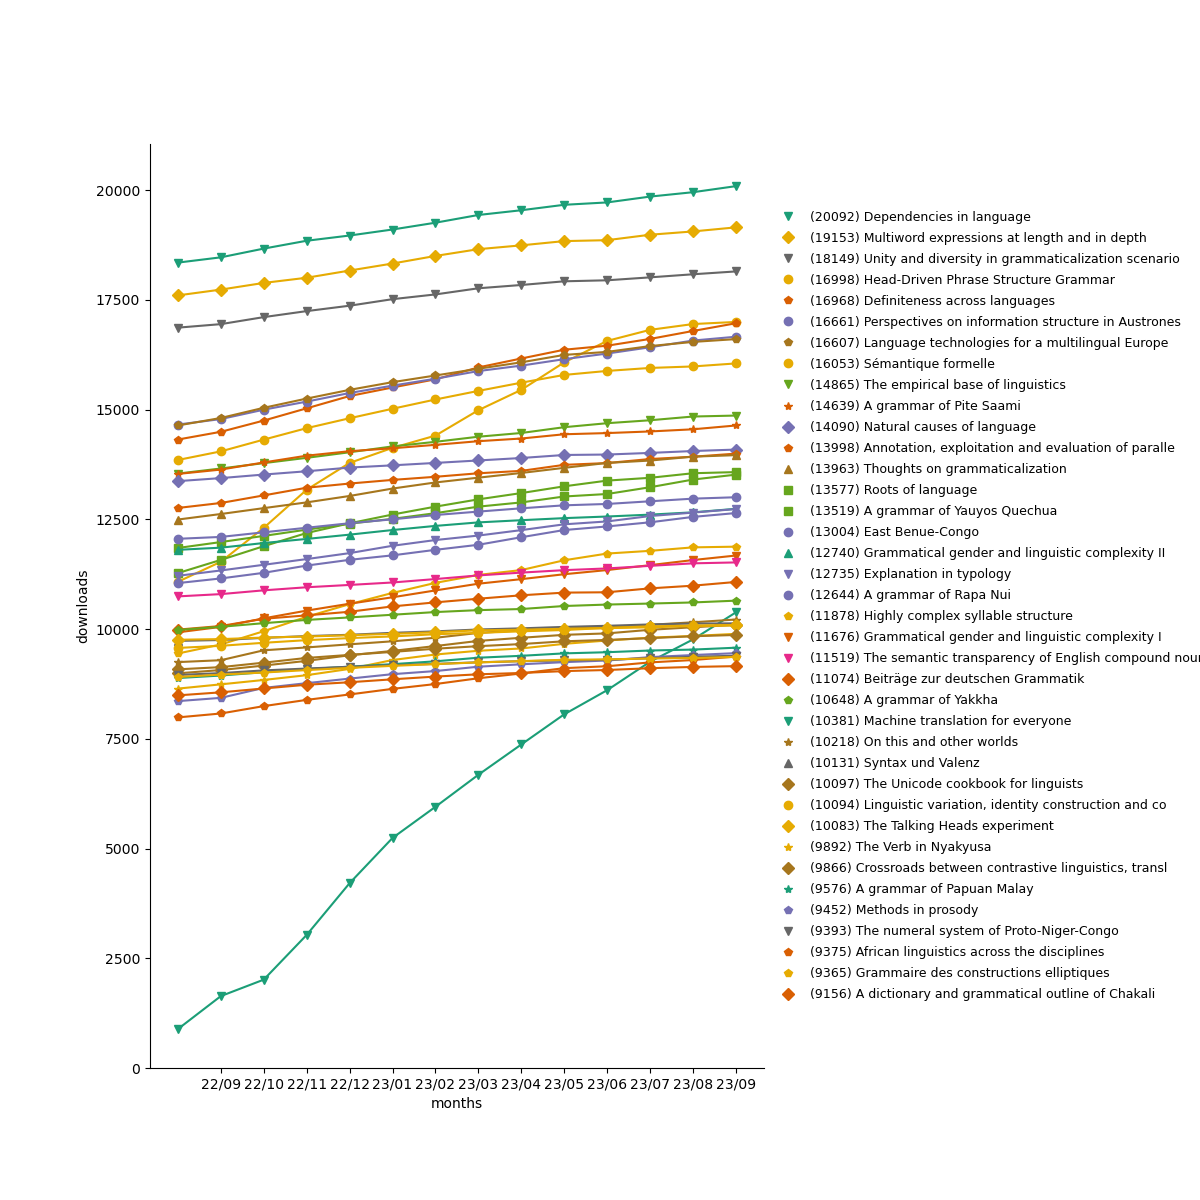 downloads
20000
17500
15000
12500
10000
7500
5000
2500
0
22/09 22/10 22/11 22/12 23/01 23/02 23/03 23/04 23/05 23/06 23/07 23/08 23/09
months
(20092) Dependencies in language
(19153) Multiword expressions at length and in depth
(18149) Unity and diversity in grammaticalization scenario
(16998) Head-Driven Phrase Structure Grammar
(16968) Definiteness across languages
(16661) Perspectives on information structure in Austrones
(16607) Language technologies for a multilingual Europe
(16053) Sémantique formelle
(14865) The empirical base of linguistics
(14639) A grammar of Pite Saami
(14090) Natural causes of language
(13998) Annotation, exploitation and evaluation of paralle
(13963) Thoughts on grammaticalization
(13577) Roots of language
(13519) A grammar of Yauyos Quechua
(13004) East Benue-Congo
(12740) Grammatical gender and linguistic complexity II
(12735) Explanation in typology
(12644) A grammar of Rapa Nui
(11878) Highly complex syllable structure
(11676) Grammatical gender and linguistic complexity I
(11519) The semantic transparency of English compound nour
(11074) Beiträge zur deutschen Grammatik
(10648) A grammar of Yakkha
(10381) Machine translation for everyone
(10218) On this and other worlds
(10131) Syntax und Valenz
(10097) The Unicode cookbook for linguists
(10094) Linguistic variation, identity construction and co
(10083) The Talking Heads experiment
(9892) The Verb in Nyakyusa
(9866) Crossroads between contrastive linguistics, transl
(9576) A grammar of Papuan Malay
(9452) Methods in prosody
(9393) The numeral system of Proto-Niger-Congo
(9375) African linguistics across the disciplines
(9365) Grammaire des constructions elliptiques
(9156) A dictionary and grammatical outline of Chakali